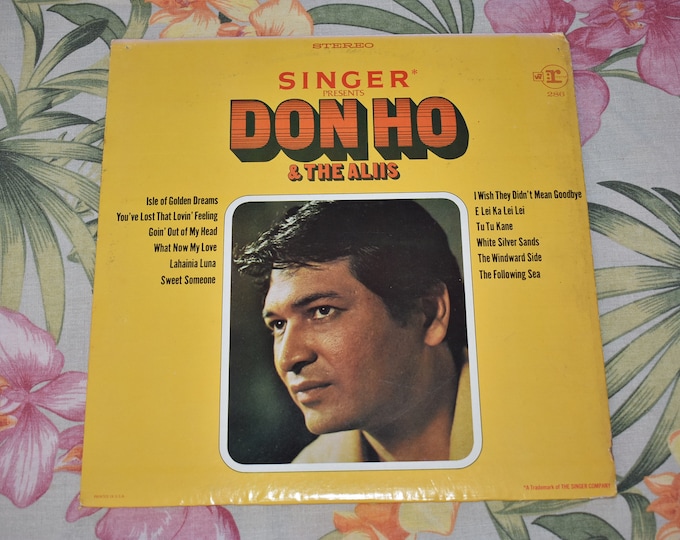 STEREO
SINGER*
PRESENTS
DON HO
& THE ALIIS
r:
286
Isle of Golden Dreams
You've Lost That Lovin' Feeling
Goin' Out of My Head
What Now My Love
Lahainia Luna
Sweet Someone
I Wish They Didn't Mean Goodbye
E Lei Ka Lei Lei
Tu Tu Kane
White Silver Sands
The Windward Side
The Following Sea
*A Trademark of THE SINGER COMPANY